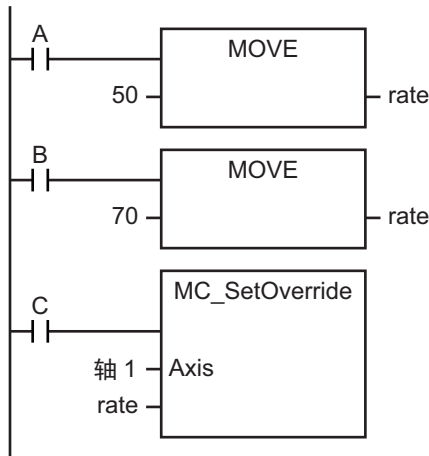 A
MOVE
50
rate
B
MOVE
70
rate
C
MC_SetOverride
轴 1
Axis
rate